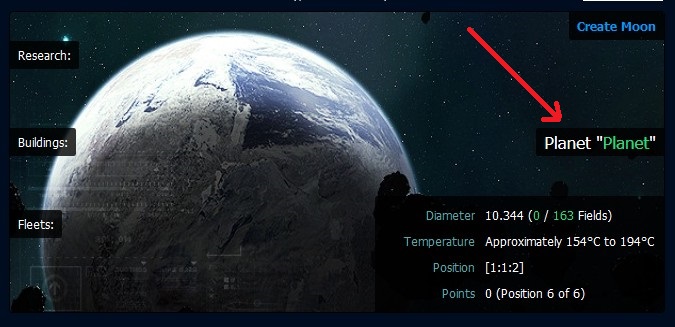 Create Moon
Research:
Planet "Planet"
Buildings:
Fleets:
Diameter 10.344 (0 / 163 Fields)
Temperature Approximately 154°C to 194°C
Position [1:1:2]
Points 0 (Position 6 of 6)